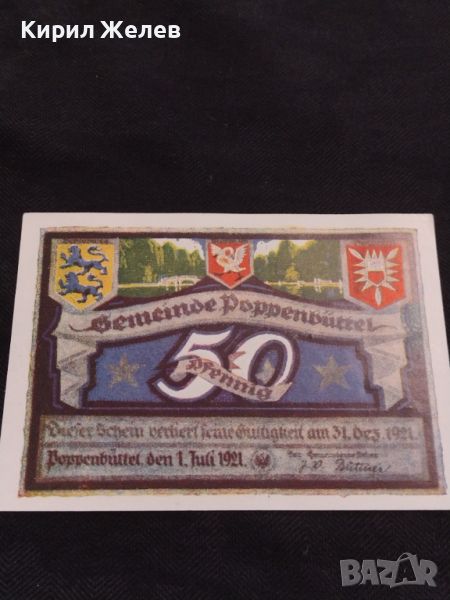 Кирил Желев
Gemeinde Poppenbüttel
50
Pfennig
Dieser Schein verliert seine Gültigkeit am 31. Dez. 1921.
Poppenbüttel, den 1. Juli 1921.
BAZAR